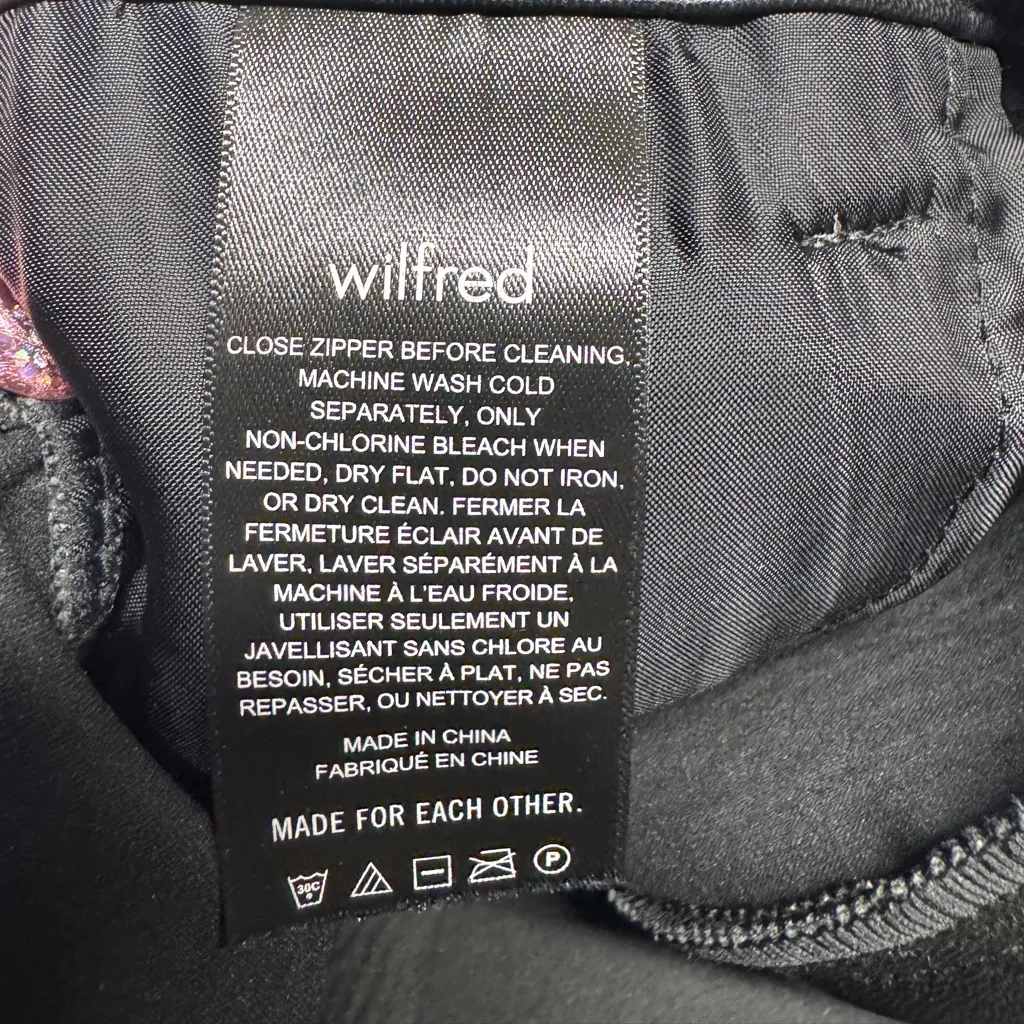 wilfred
CLOSE ZIPPER BEFORE CLEANING,
MACHINE WASH COLD
SEPARATELY, ONLY
NON-CHLORINE BLEACH WHEN
NEEDED, DRY FLAT, DO NOT IRON,
OR DRY CLEAN. FERMER LA
FERMETURE ÉCLAIR AVANT DE
LAVER, LAVER SÉPARÉMENT À LA
MACHINE À L'EAU FROIDE,
UTILISER SEULEMENT UN
JAVELLISANT SANS CHLORE AU
BESOIN, SÉCHER À PLAT, NE PAS
REPASSER, OU NETTOYER À SEC.
MADE IN CHINA
FABRIQUÉ EN CHINE
MADE FOR EACH OTHER.
30C P